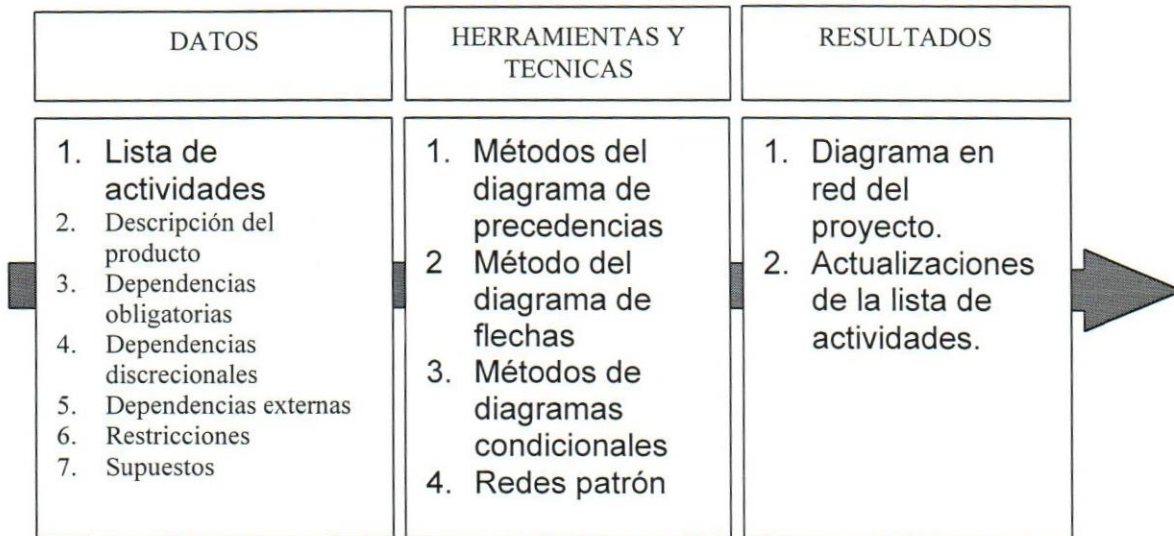 DATOS
HERRAMIENTAS Y
TECNICAS
RESULTADOS
1. Lista de
actividades
2. Descripción del
producto
3. Dependencias
obligatorias
4. Dependencias
discrecionales
5. Dependencias externas
6. Restricciones
7. Supuestos
1. Métodos del
diagrama de
precedencias
2 Método del
diagrama de
flechas
3. Métodos de
diagramas
condicionales
4. Redes patrón
1. Diagrama en
red del
proyecto.
2. Actualizaciones
de la lista de
actividades.